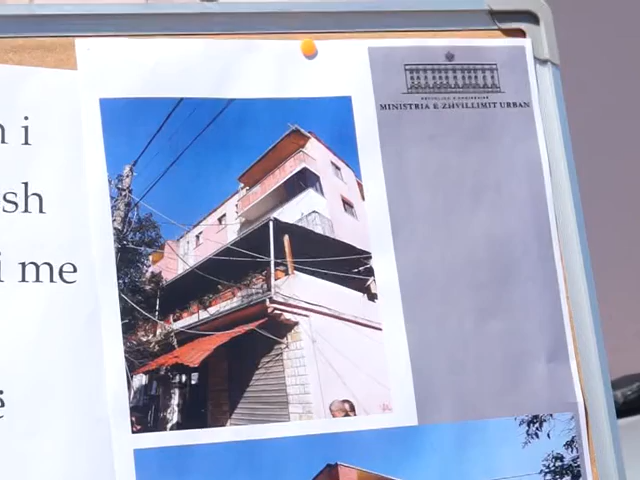 i
sh
i me
ë
REPUBLIKA E SHQIPËRISË
MINISTRIA E ZHVILLIMIT URBAN